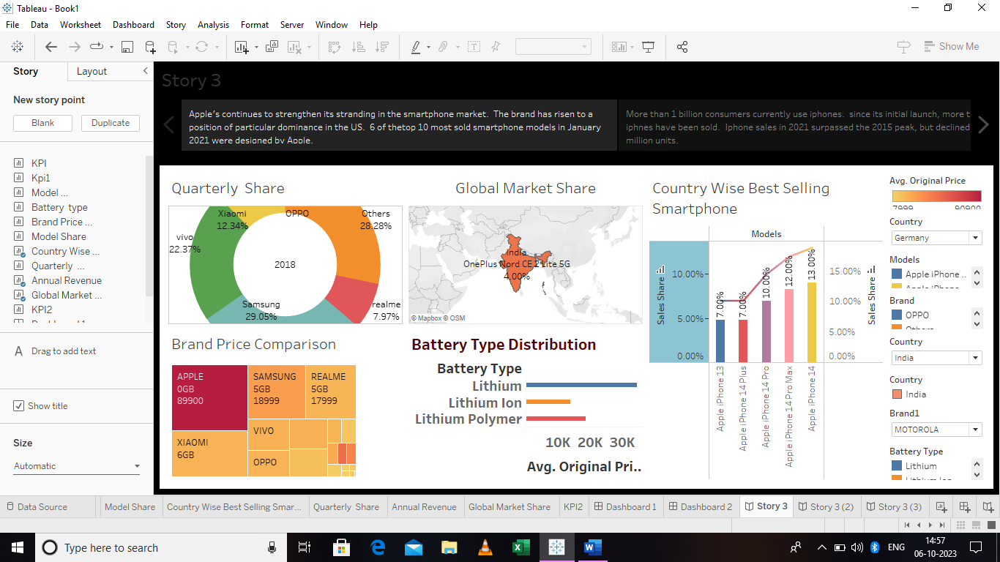 Tableau - Book1
File Data Worksheet Dashboard Story Analysis Format Server Window Help
Show Me
Story Layout
New story point
Blank Duplicate
KPI
Kpi1
Model ...
Battery type
Brand Price ...
Model Share
Country Wise ...
Quarterly ...
Annual Revenue
Global Market ...
KPI2
Dashboard 1
A Drag to add text
Show title
Size
Automatic
Story 3
Apple's continues to strengthen its stranding in the smartphone market. The brand has risen to a
position of particular dominance in the US. 6 of thetop 10 most sold smartphone models in January
2021 were designed by Apple.
More than 1 billion consumers currently use iphones. since its initial launch, more t
iphnes have been sold. Iphone sales in 2021 surpassed the 2015 peak, but declined
million units.
Quarterly Share
Xiaomi
12.34%
OPPO
Others
28.28%
vivo
22.37%
2018
Samsung
29.05%
realme
7.97%
Global Market Share
India
OnePlus Nord CE 2 Lite 5G
4.00%
© Mapbox © OSM
Country Wise Best Selling
Smartphone
Models
Sales Share
10.00%
5.00%
0.00%
7.00%
7.00%
10.00%
12.00%
13.00%
15.00%
10.00%
5.00%
0.00%
Sales Share
Apple iPhone 13
Apple iPhone 14 Plus
Apple iPhone 14 Pro
Apple iPhone 14 Pro Max
Apple iPhone 14
Brand Price Comparison
APPLE
0GB
89900
SAMSUNG
5GB
18999
REALME
5GB
17999
XIAOMI
6GB
VIVO
OPPO
Battery Type Distribution
Battery Type
Lithium
Lithium Ion
Lithium Polymer
10K 20K 30K
Avg. Original Pri..
Avg. Original Price
7999 89900
Country
Germany
Models
Apple iPhone ..
Apple iPhone
Brand
OPPO
Others
Country
India
Country
India
Brand1
MOTOROLA
Battery Type
Lithium
Lithium Ion
Data Source Model Share Country Wise Best Selling Smar... Quarterly Share Annual Revenue Global Market Share KPI2 Dashboard 1 Dashboard 2 Story 3 Story 3 (2) Story 3 (3)
Type here to search
ENG
14:57
06-10-2023